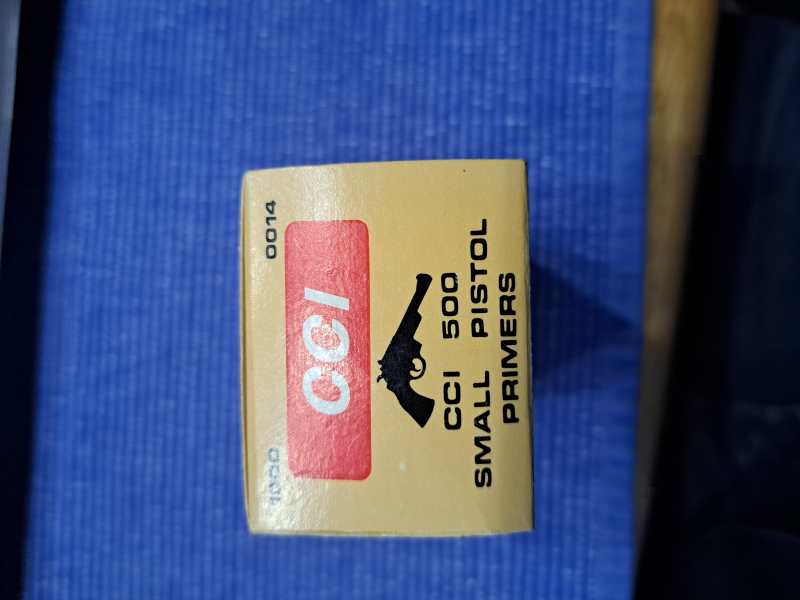 1000 0014
CCI
CCI 500
SMALL PISTOL
PRIMERS